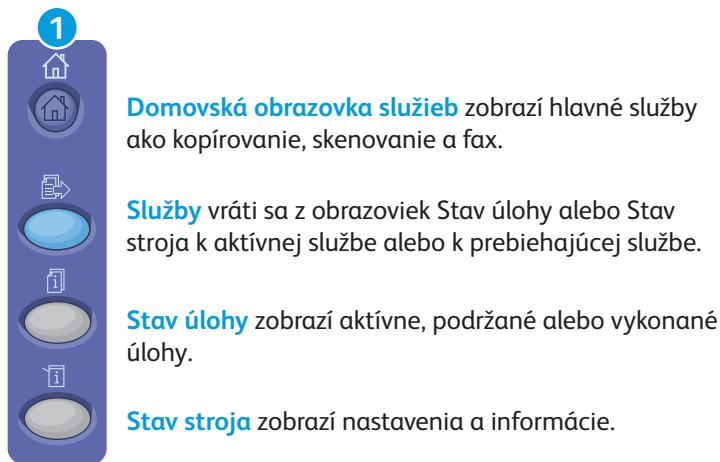 1
Domovská obrazovka služieb zobrazí hlavné služby
ako kopírovanie, skenovanie a fax.
Služby vráti sa z obrazoviek Stav úlohy alebo Stav
stroja k aktívnej službe alebo k prebiehajúcej službe.
Stav úlohy zobrazí aktívne, podržané alebo vykonané
úlohy.
Stav stroja zobrazí nastavenia a informácie.